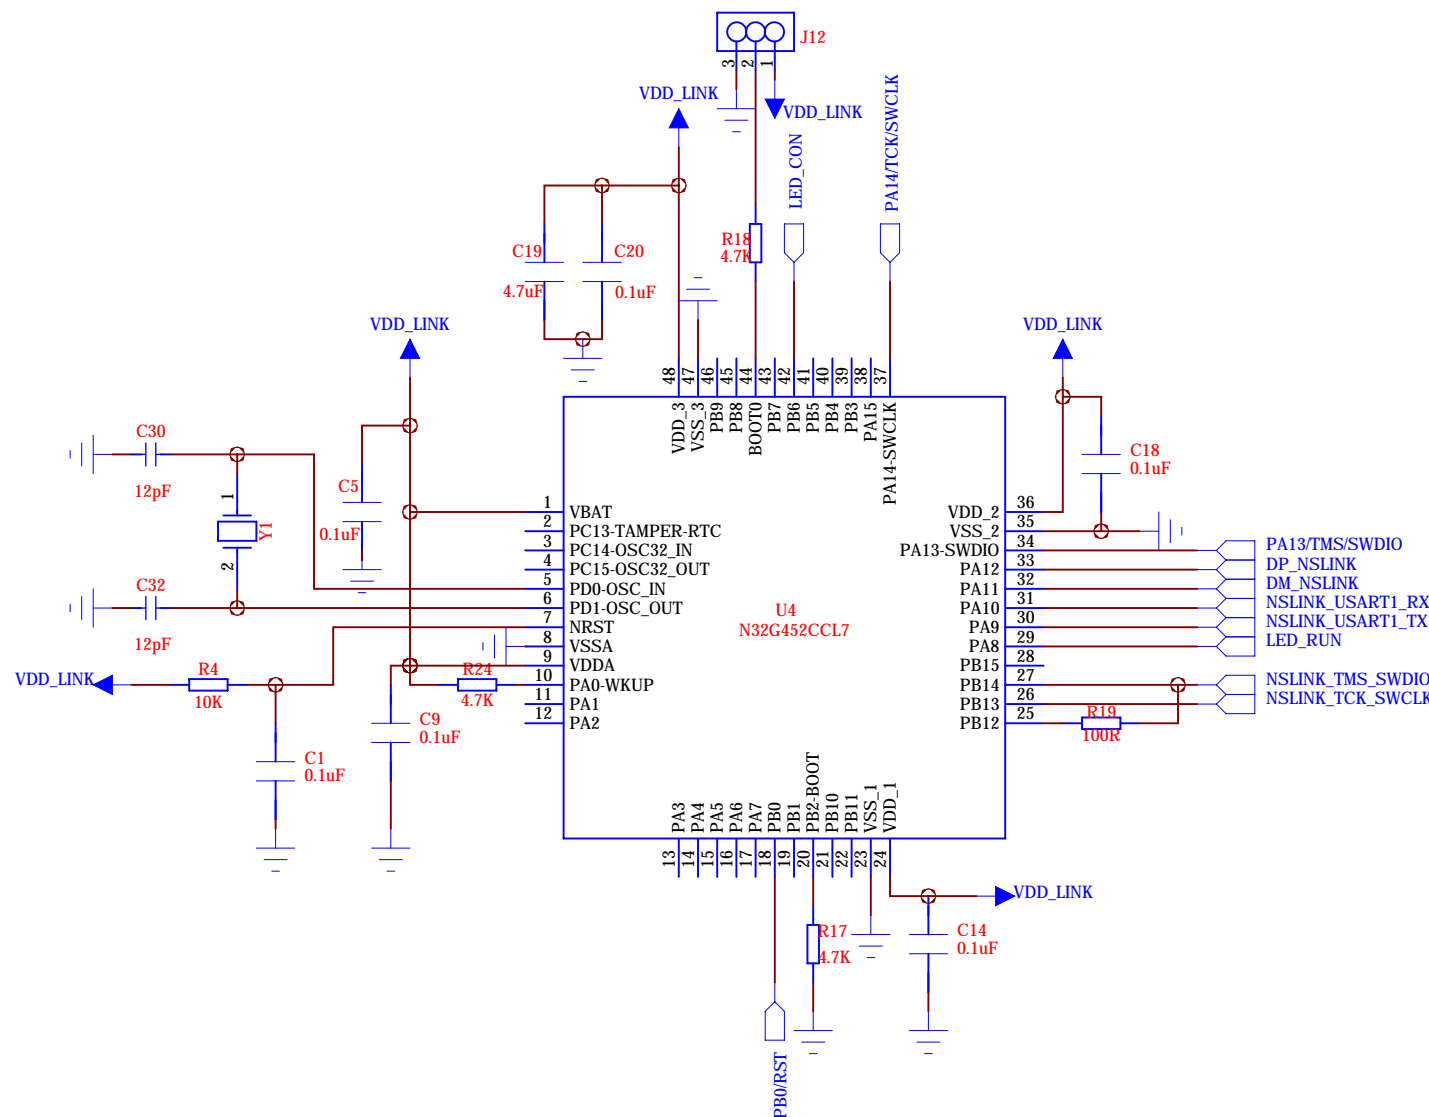 J12
3
2
1
VDD_LINK
VDD_LINK
LED_CON
PA14/TCK/SWCLK
C19
4.7uF
C20
0.1uF
R18
4.7K
VDD_LINK
VDD_LINK
48
47
46
45
44
43
42
41
40
39
38
37
VDD_3
VSS_3
PB9
PB8
BOOT0
PB7
PB6
PB5
PB4
PB3
PA15
PA14-SWCLK
C30
12pF
1
Y1
2
C32
12pF
C5
0.1uF
C18
0.1uF
1 VBAT
2 PC13-TAMPER-RTC
3 PC14-OSC32_IN
4 PC15-OSC32_OUT
5 PD0-OSC_IN
6 PD1-OSC_OUT
7 NRST
8 VSSA
9 VDDA
10 PA0-WKUP
11 PA1
12 PA2
U4
N32G452CCL7
VDD_2 36
VSS_2 35
PA13-SWDIO 34 PA13/TMS/SWDIO
PA12 33 DP_NSLINK
PA11 32 DM_NSLINK
PA10 31 NSLINK_USART1_RX
PA9 30 NSLINK_USART1_TX
PA8 29 LED_RUN
PB15 28
PB14 27 NSLINK_TMS_SWDIO
PB13 26 NSLINK_TCK_SWCLK
PB12 25
R19
100R
VDD_LINK
R4
10K
R24
4.7K
C9
0.1uF
C1
0.1uF
PA3
PA4
PA5
PA6
PA7
PB0
PB1
PB2-BOOT
PB10
PB11
VSS_1
VDD_1
13
14
15
16
17
18
19
20
21
22
23
24
VDD_LINK
R17
4.7K
C14
0.1uF
PB0/RST